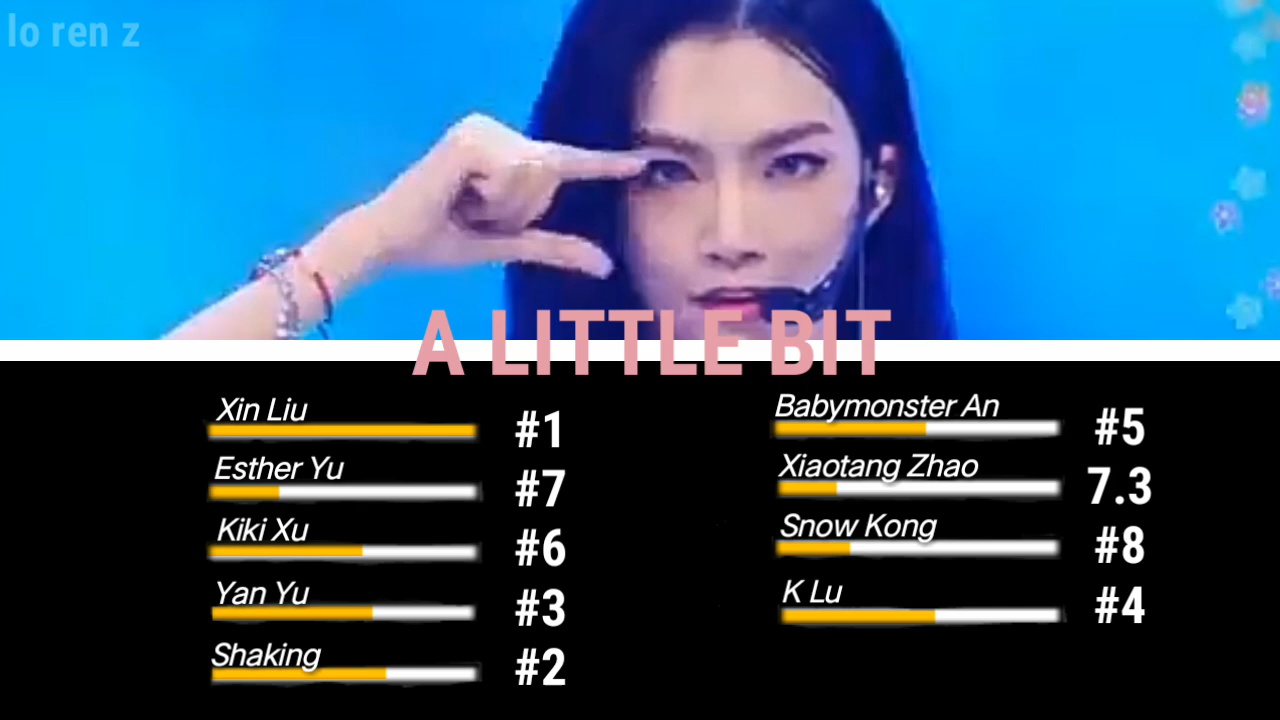 lo ren z
A LITTLE BIT
Xin Liu #1
Esther Yu #7
Kiki Xu #6
Yan Yu #3
Shaking #2
Babymonster An #5
Xiaotang Zhao 7.3
Snow Kong #8
K Lu #4